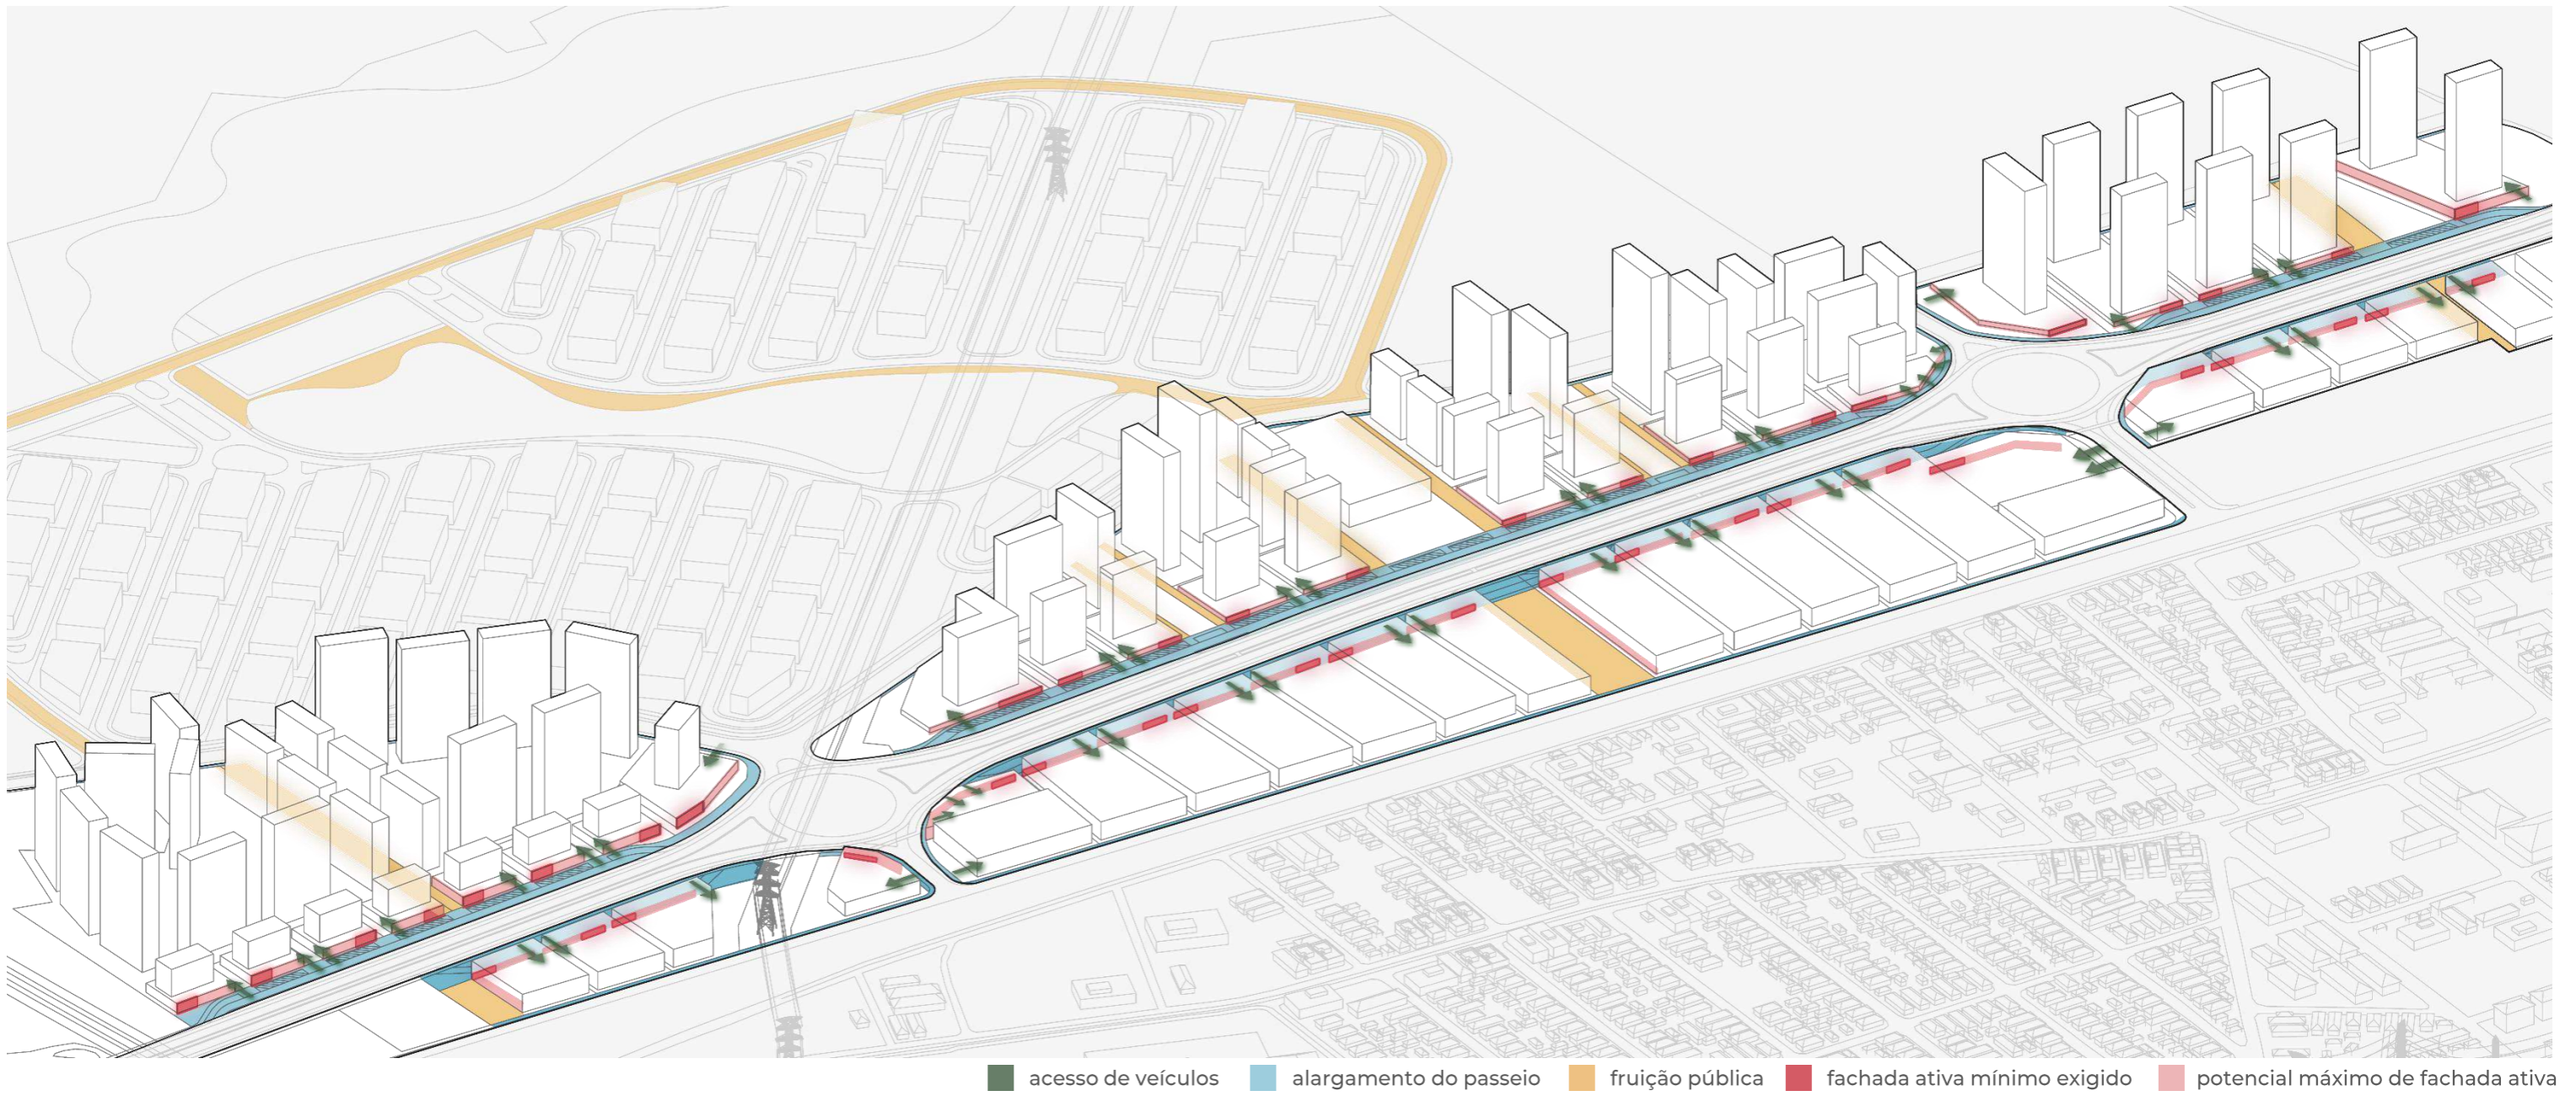 acesso de veículos alargamento do passeio fruição pública fachada ativa mínimo exigido potencial máximo de fachada ativa